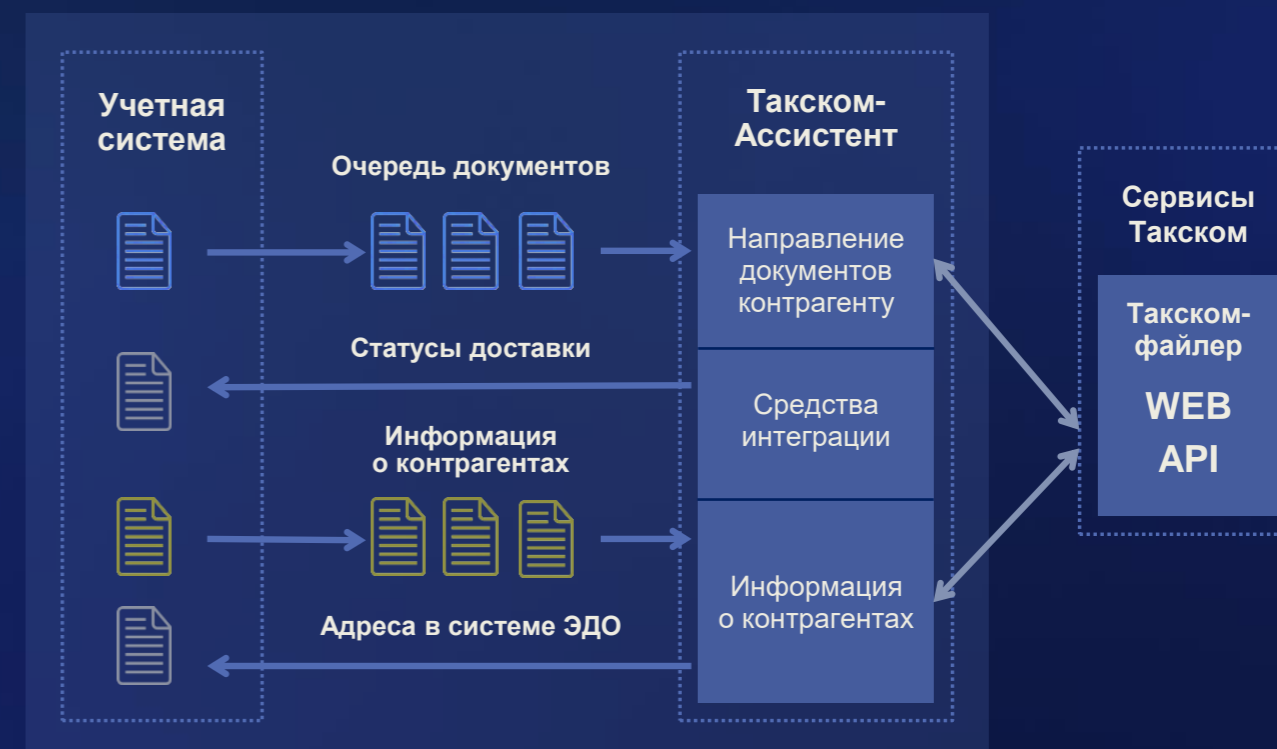 Учетная
система
Очередь документов
Статусы доставки
Информация
о контрагентах
Адреса в системе ЭДО
Такском-
Ассистент
Направление
документов
контрагенту
Средства
интеграции
Информация
о контрагентах
Сервисы
Такском
Такском-
файлер
WEB
API